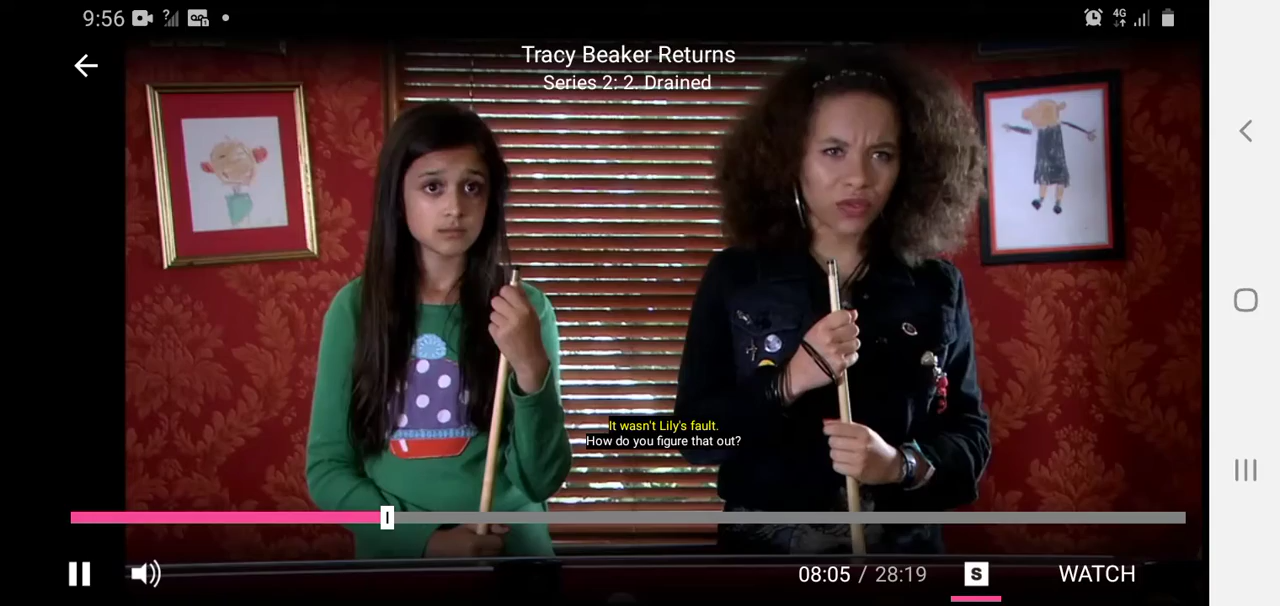 9:56
4G
Tracy Beaker Returns
Series 2: 2. Drained
It wasn't Lily's fault.
How do you figure that out?
08:05 / 28:19
S
WATCH